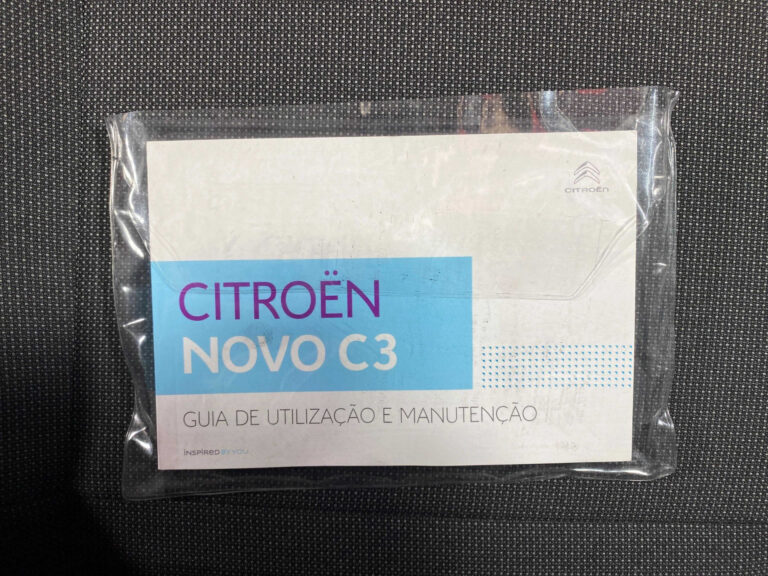 CITROËN
CITROËN
NOVO C3
GUIA DE UTILIZAÇÃO E MANUTENÇÃO
INSPIRED BY YOU